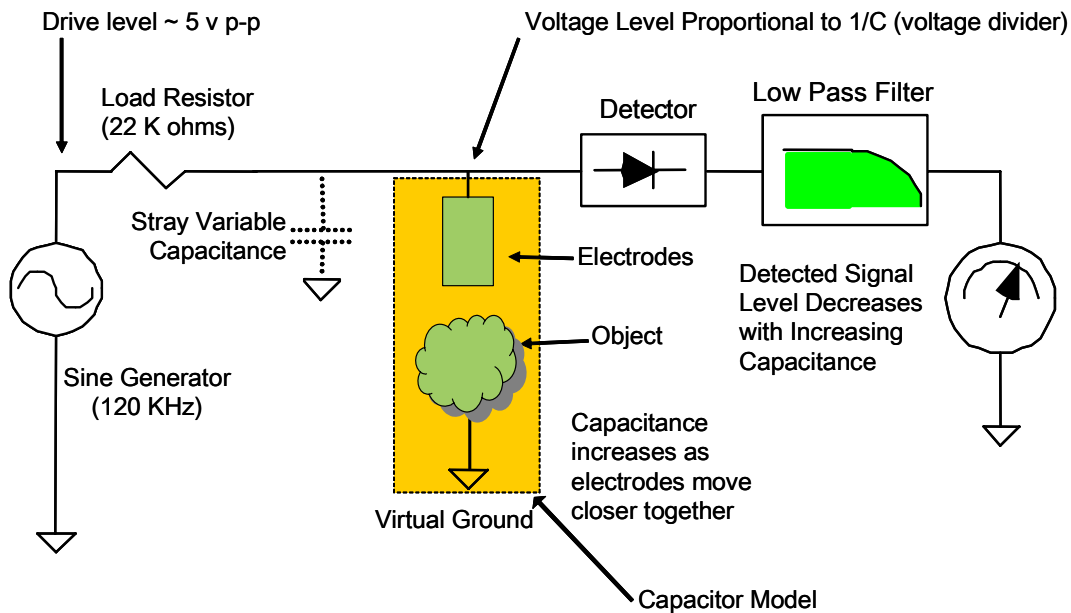 Drive level ~ 5 v p-p
Voltage Level Proportional to 1/C (voltage divider)
Load Resistor
(22 K ohms)
Detector
Low Pass Filter
Stray Variable
Capacitance
Electrodes
Detected Signal
Level Decreases
with Increasing
Capacitance
Object
Sine Generator
(120 KHz)
Capacitance
increases as
electrodes move
closer together
Virtual Ground
Capacitor Model